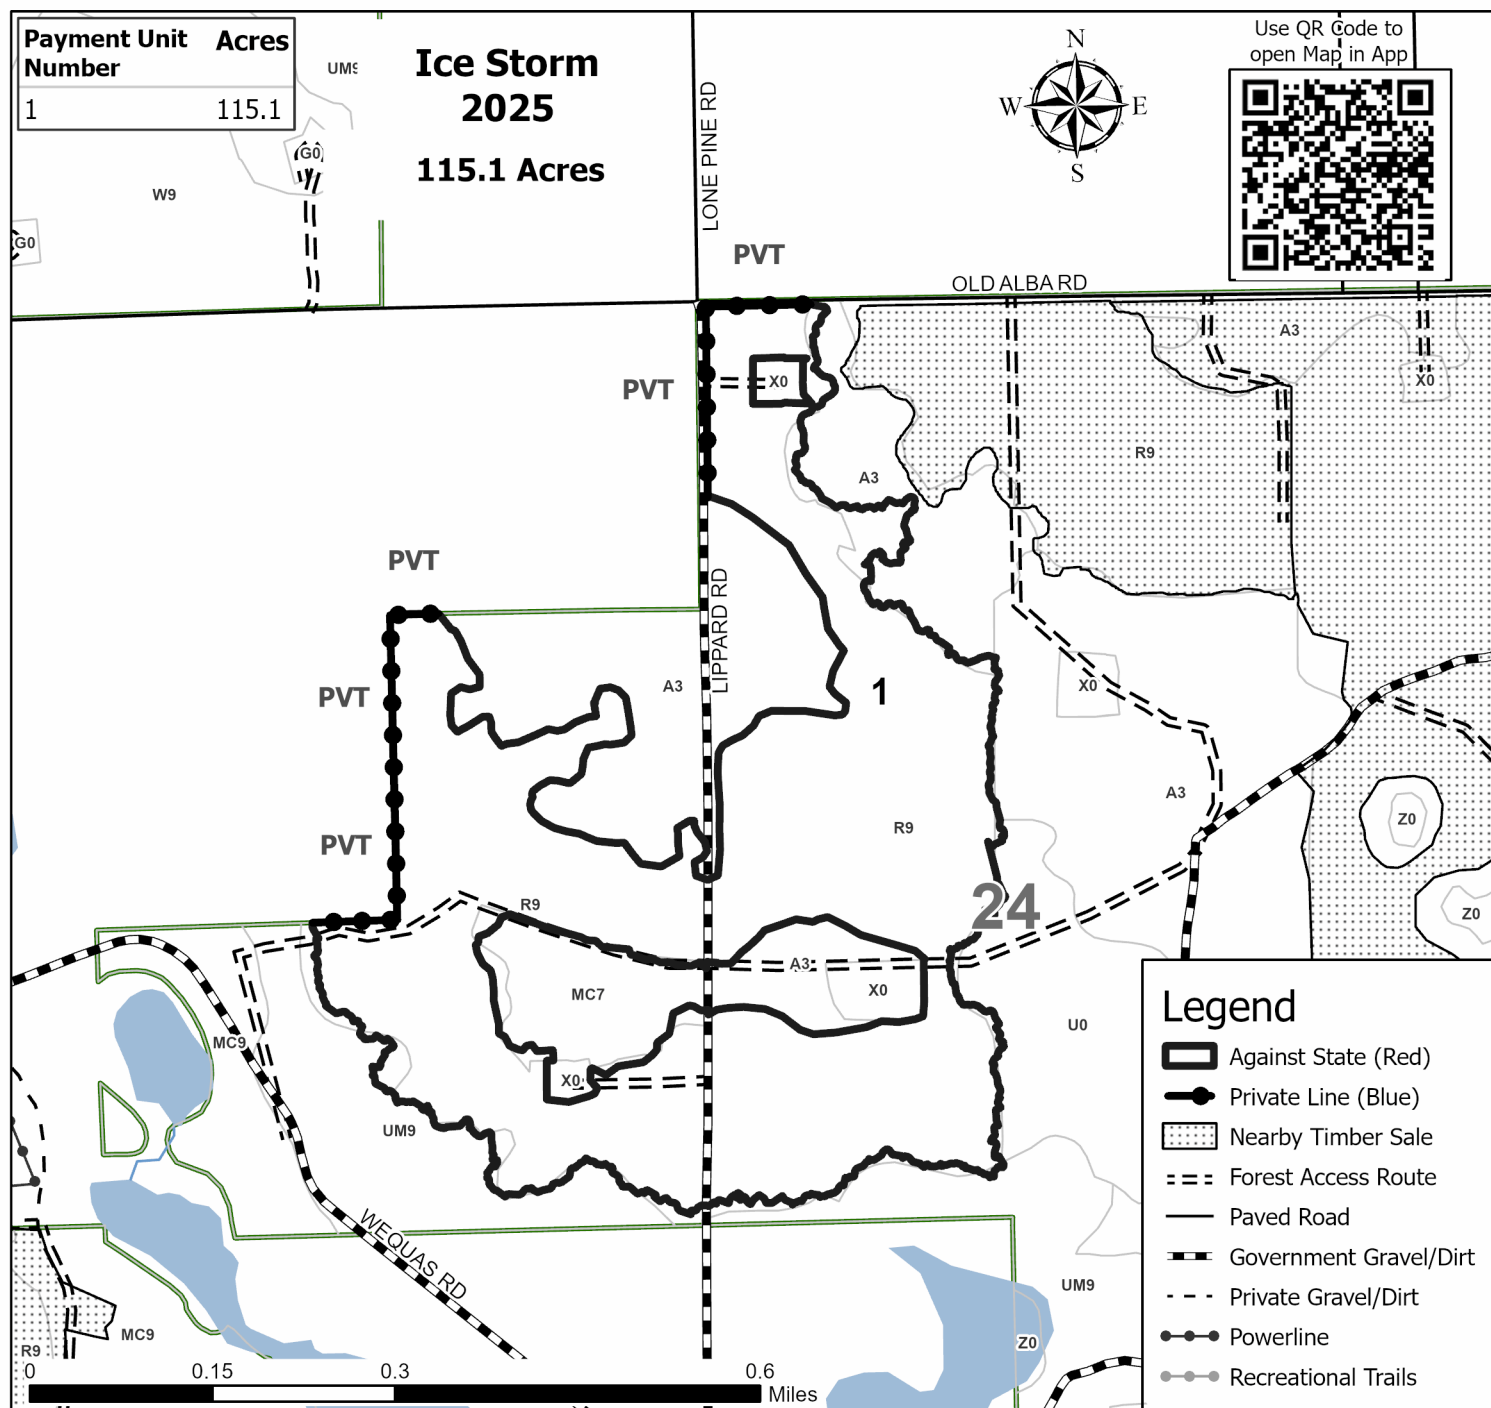 Payment Unit Number Acres
1 115.1
Ice Storm
2025
115.1 Acres
Use QR Code to
open Map in App
N
W E
S
UM9
G0
W9
G0
LONE PINE RD
PVT
OLD ALBA RD
A3
PVT
X0
X0
R9
A3
PVT
LIPPARD RD
PVT
A3
1
X0
A3
R9
Z0
PVT
R9
24
Z0
A3
MC7
X0
U0
MC9
X0
UM9
WEQUAS RD
UM9
MC9
Z0
R9
Legend
Against State (Red)
Private Line (Blue)
Nearby Timber Sale
Forest Access Route
Paved Road
Government Gravel/Dirt
Private Gravel/Dirt
Powerline
Recreational Trails
0 0.15 0.3 0.6
Miles